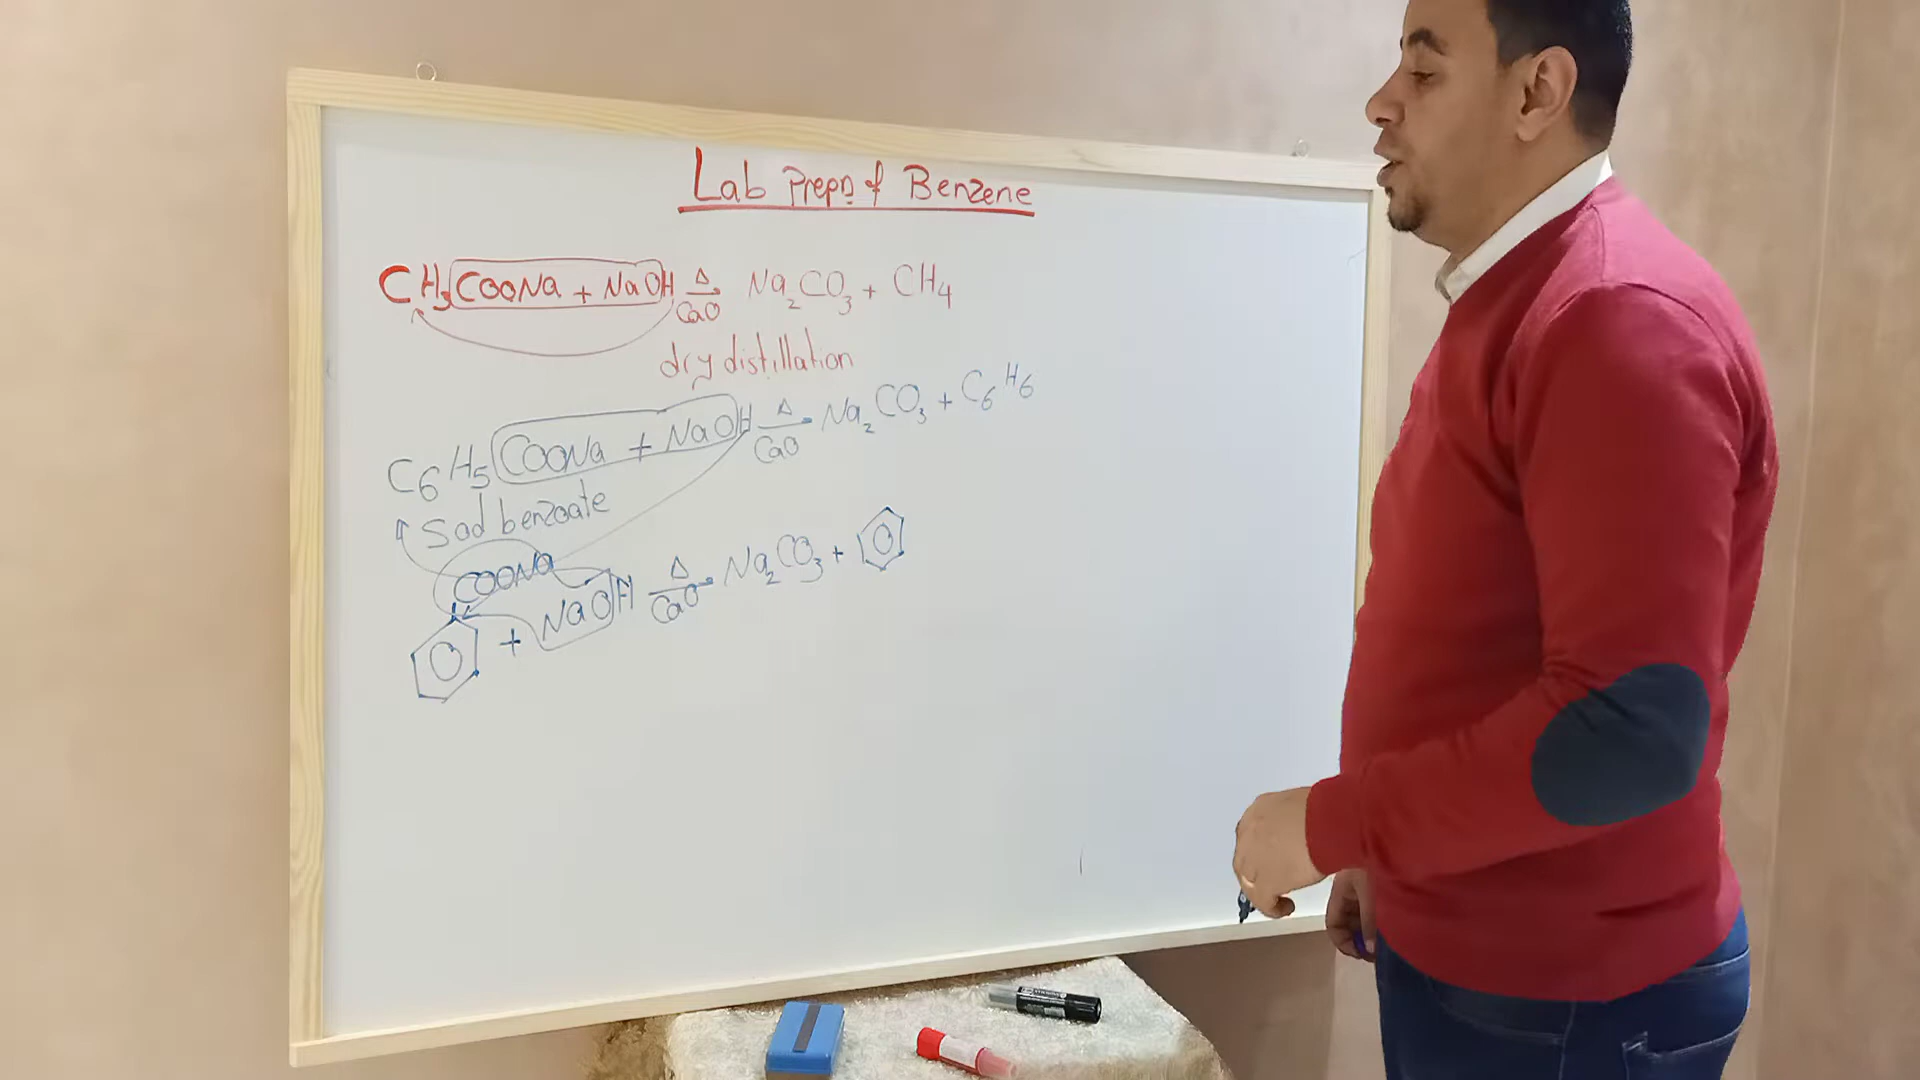 Lab Prepn of Benzene
CH₃COONa + NaOH Δ→ CaO Na₂CO₃ + CH₄
dry distillation
C₆H₅COONa + NaOH Δ→ CaO Na₂CO₃ + C₆H₆
Sod benzoate
COONa
+ NaOH Δ→ CaO Na₂CO₃ +